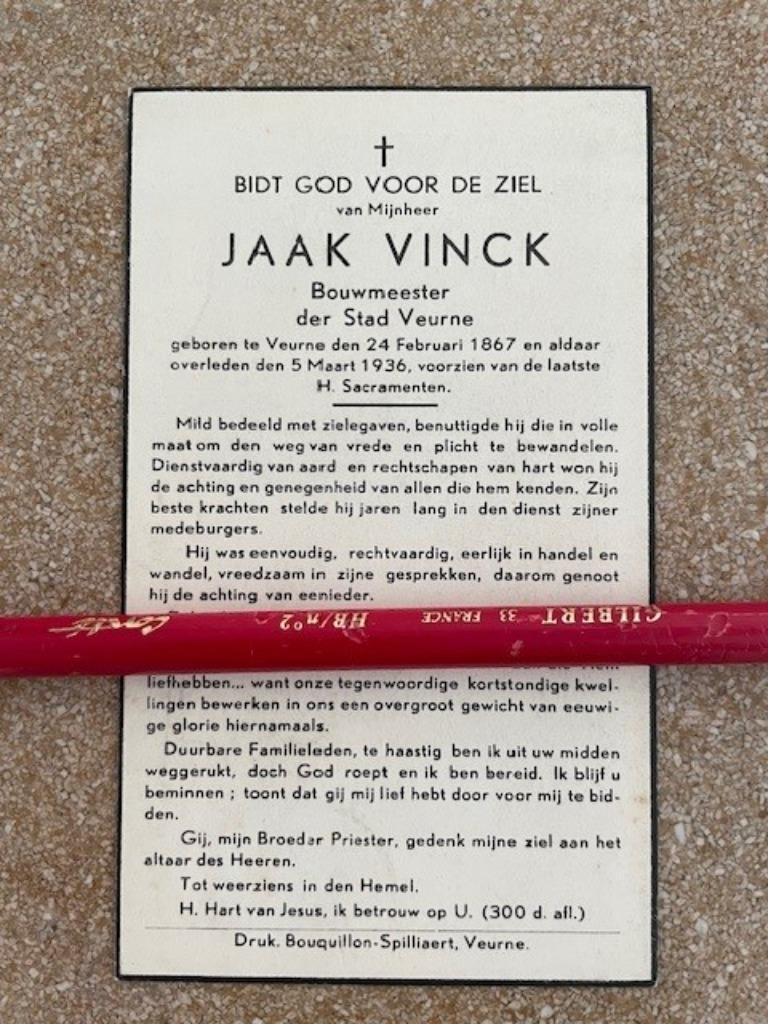 BIDT GOD VOOR DE ZIEL
van Mijnheer
JAAK VINCK
Bouwmeester
der Stad Veurne
geboren te Veurne den 24 Februari 1867 en aldaar
overleden den 5 Maart 1936, voorzien van de laatste
H. Sacramenten.
Mild bedeeld met zielegaven, benuttigde hij die in volle
maat om den weg van vrede en plicht te bewandelen.
Dienstvaardig van aard en rechtschapen van hart won hij
de achting en genegenheid van allen die hem kenden. Zijn
beste krachten stelde hij jaren lang in den dienst zijner
medeburgers.
Hij was eenvoudig, rechtvaardig, eerlijk in handel en
wandel, vreedzaam in zijne gesprekken, daarom genoot
hij de achting van eenieder.
GILBERT 33 FRANCE HB/n°2 Conté
liefhebben... want onze tegenwoordige kortstondige kwel-
lingen bewerken in ons een overgroot gewicht van eeuwi-
ge glorie hiernamaals.
Duurbare Familieleden, te haastig ben ik uit uw midden
weggerukt, doch God roept en ik ben bereid. Ik blijf u
beminnen ; toont dat gij mij lief hebt door voor mij te bid-
den.
Gij, mijn Broeder Priester, gedenk mijne ziel aan het
altaar des Heeren.
Tot weerziens in den Hemel.
H. Hart van Jesus, ik betrouw op U. (300 d. afl.)
Druk. Bouquillon-Spilliaert, Veurne.